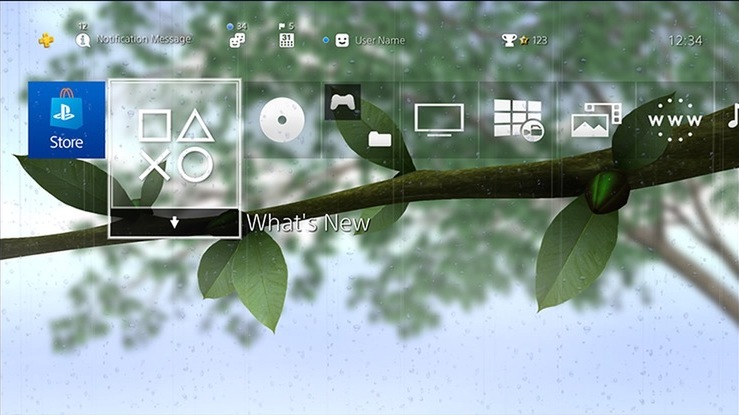 12
Notification Message
34
5
31
User Name
123
12:34
Store
WWW
What's New